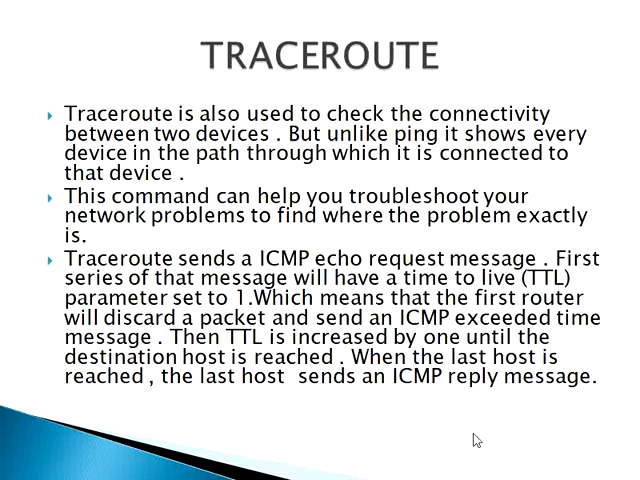 TRACEROUTE
Traceroute is also used to check the connectivity
between two devices . But unlike ping it shows every
device in the path through which it is connected to
that device .
This command can help you troubleshoot your
network problems to find where the problem exactly
is.
Traceroute sends a ICMP echo request message . First
series of that message will have a time to live (TTL)
parameter set to 1.Which means that the first router
will discard a packet and send an ICMP exceeded time
message . Then TTL is increased by one until the
destination host is reached . When the last host is
reached , the last host  sends an ICMP reply message.